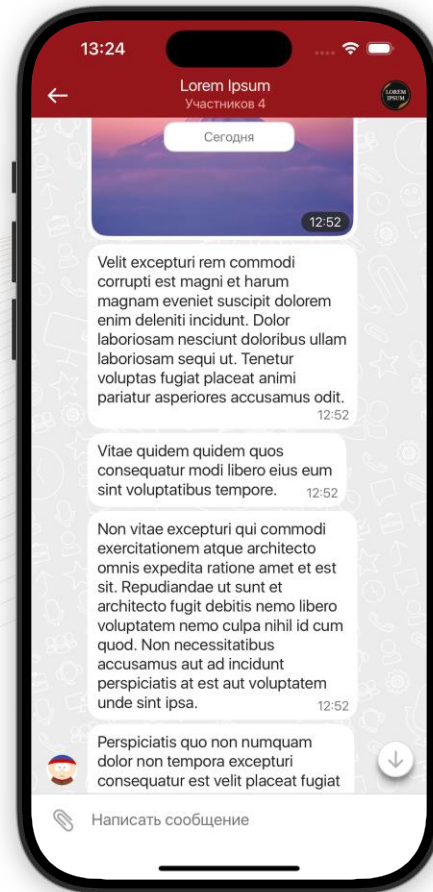 13:24
Lorem Ipsum
Участников 4
LOREM
IPSUM
Сегодня
12:52
Velit excepturi rem commodi
corrupti est magni et harum
magnam eveniet suscipit dolorem
enim deleniti incidunt. Dolor
laboriosam nesciunt doloribus ullam
laboriosam sequi ut. Tenetur
voluptas fugiat placeat animi
pariatur asperiores accusamus odit.
12:52
Vitae quidem quidem quos
consequatur modi libero eius eum
sint voluptatibus tempore. 12:52
Non vitae excepturi qui commodi
exercitationem atque architecto
omnis expedita ratione amet et est
sit. Repudiandae ut sunt et
architecto fugit debitis nemo libero
voluptatem nemo culpa nihil id cum
quod. Non necessitatibus
accusamus aut ad incidunt
perspiciatis at est aut voluptatem
unde sint ipsa. 12:52
Perspiciatis quo non numquam
dolor non tempora excepturi
consequatur est velit placeat fugiat
Написать сообщение